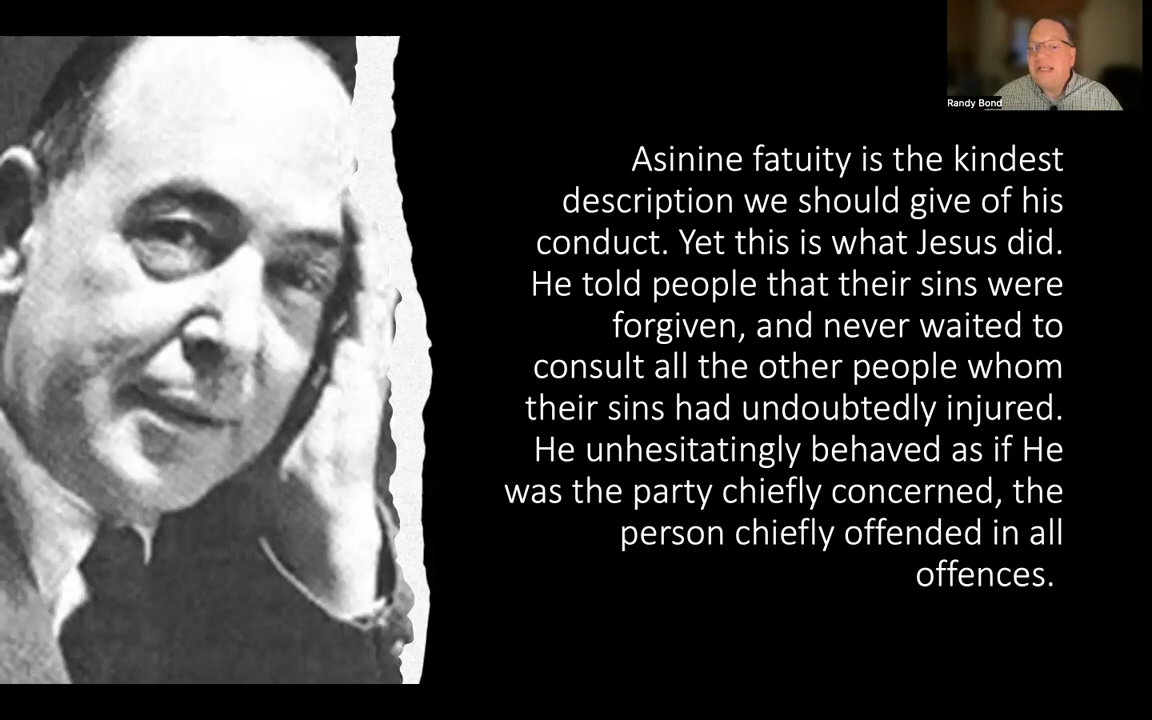 Randy Bond
Asinine fatuity is the kindest
description we should give of his
conduct. Yet this is what Jesus did.
He told people that their sins were
forgiven, and never waited to
consult all the other people whom
their sins had undoubtedly injured.
He unhesitatingly behaved as if He
was the party chiefly concerned, the
person chiefly offended in all
offences.